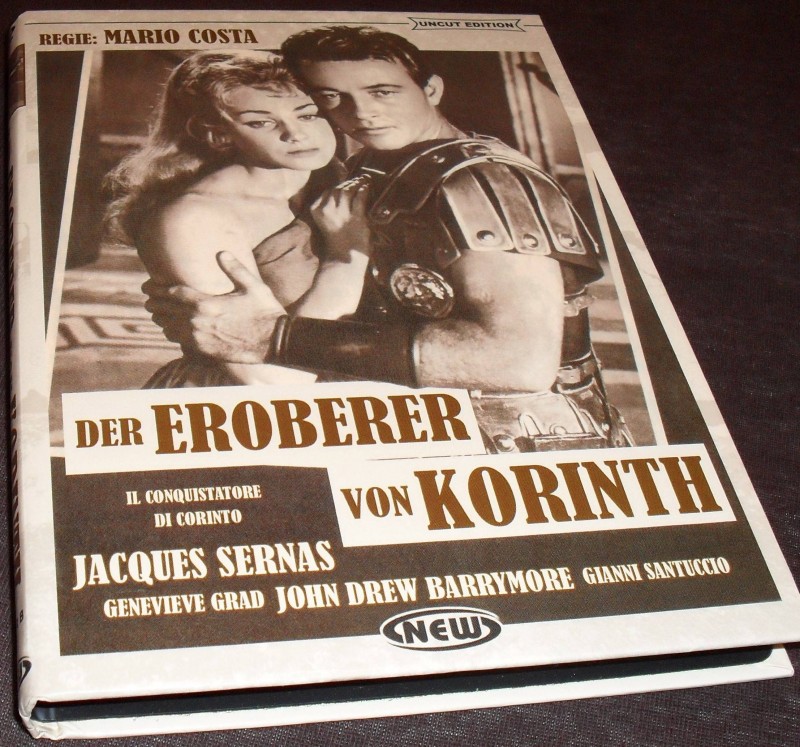 UNCUT EDITION
REGIE: MARIO COSTA
DER EROBERER
VON KORINTH
IL CONQUISTATORE
DI CORINTO
JACQUES SERNAS
GENEVIEVE GRAD JOHN DREW BARRYMORE GIANNI SANTUCCIO
NEW